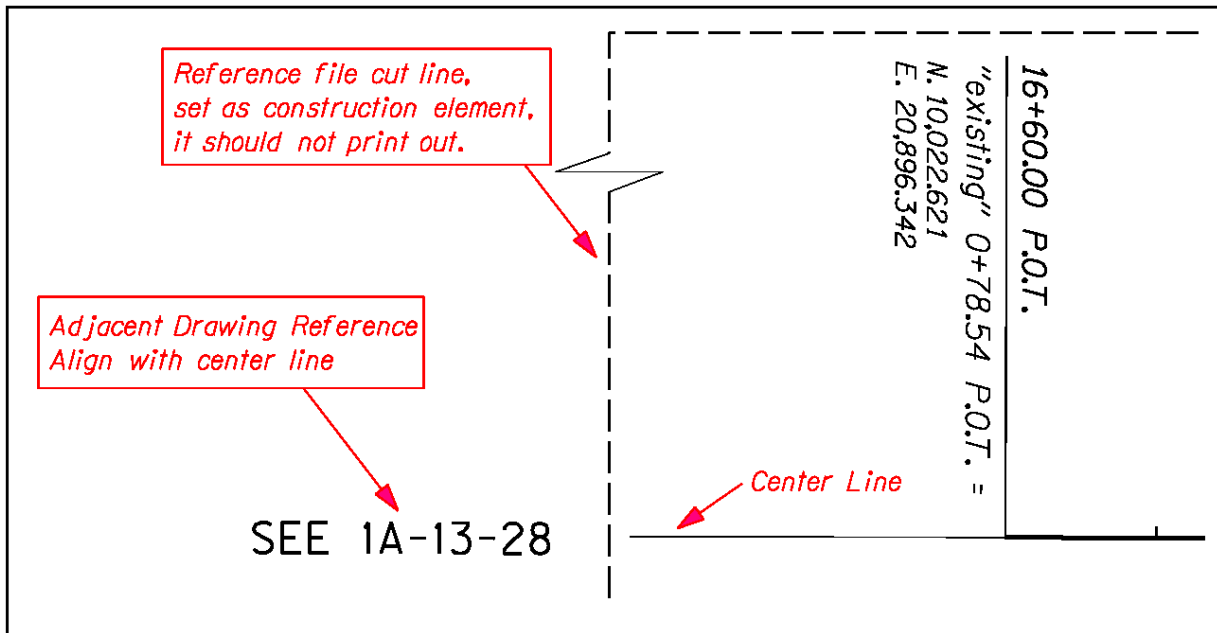 Reference file cut line,
set as construction element,
it should not print out.
Adjacent Drawing Reference
Align with center line
SEE 1A-13-28
Center Line
16+60.00 P.O.T.
"existing" 0+78.54 P.O.T. =
N. 10,022.621
E. 20,896.342